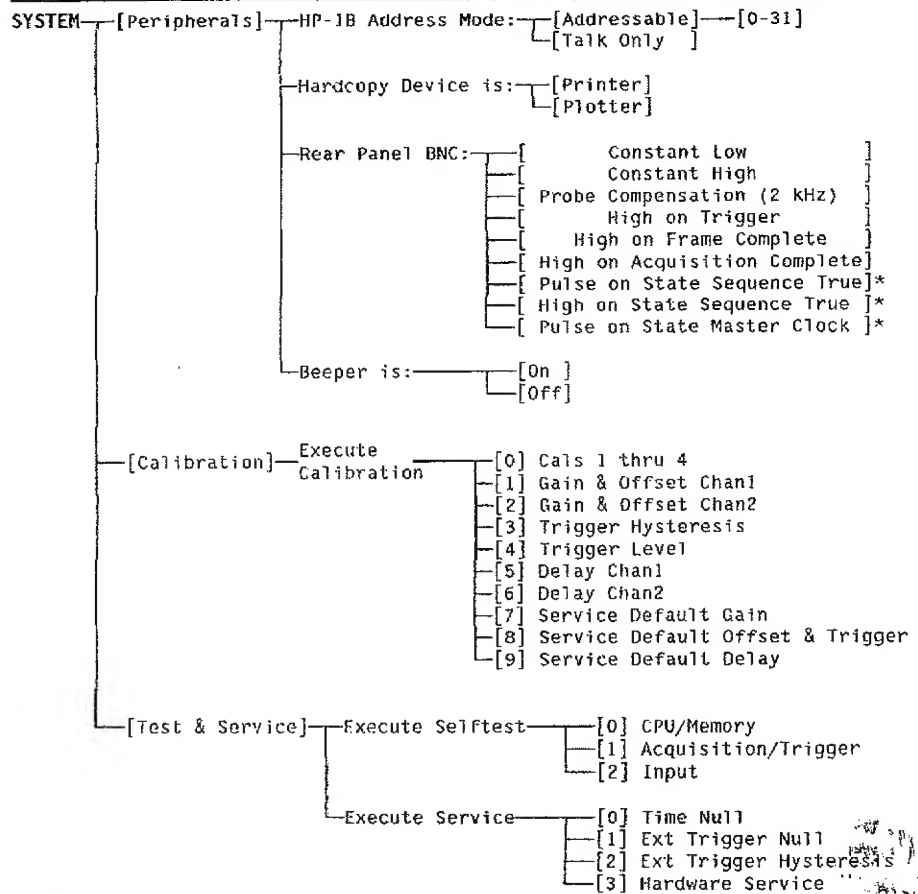 SYSTEM [Peripherals] HP-IB Address Mode: [Addressable] [0-31]
[Talk Only ]
Hardcopy Device is: [Printer]
[Plotter]
Rear Panel BNC: [ Constant Low ]
[ Constant High ]
[ Probe Compensation (2 kHz) ]
[ High on Trigger ]
[ High on Frame Complete ]
[ High on Acquisition Complete]
[ Pulse on State Sequence True]*
[ High on State Sequence True ]*
[ Pulse on State Master Clock ]*
Beeper is: [On ]
[Off]
[Calibration] Execute Calibration [0] Cals 1 thru 4
[1] Gain & Offset Chan1
[2] Gain & Offset Chan2
[3] Trigger Hysteresis
[4] Trigger Level
[5] Delay Chan1
[6] Delay Chan2
[7] Service Default Gain
[8] Service Default Offset & Trigger
[9] Service Default Delay
[Test & Service] Execute Selftest [0] CPU/Memory
[1] Acquisition/Trigger
[2] Input
Execute Service [0] Time Null
[1] Ext Trigger Null
[2] Ext Trigger Hysteresis
[3] Hardware Service